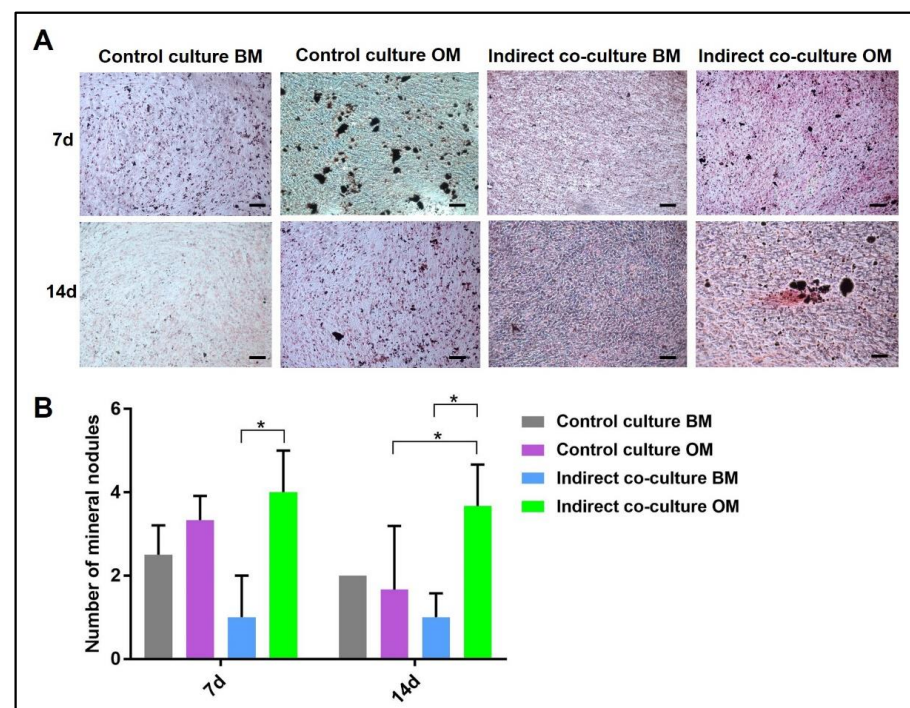 A
Control culture BM
Control culture OM
Indirect co-culture BM
Indirect co-culture OM
7d
14d
B
Number of mineral nodules
6
4
2
0
*
*
*
7d
14d
Control culture BM
Control culture OM
Indirect co-culture BM
Indirect co-culture OM